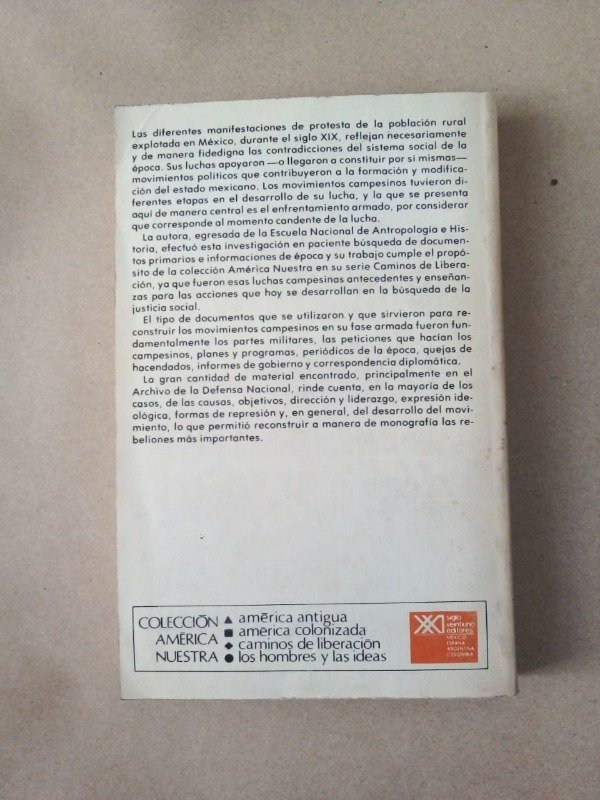 Las diferentes manifestaciones de protesta de la población rural
explotada en México, durante el siglo XIX, reflejan necesariamente
y de manera fidedigna las contradicciones del sistema social de la
época. Sus luchas apoyaron —o llegaron a constituir por sí mismas—
movimientos políticos que contribuyeron a la formación y modifica-
ción del estado mexicano. Los movimientos campesinos tuvieron di-
ferentes etapas en el desarrollo de su lucha, y la que se presenta
aquí de manera central es el enfrentamiento armado, por considerar
que corresponde al momento candente de la lucha.
La autora, egresada de la Escuela Nacional de Antropología e His-
toria, efectuó esta investigación en paciente búsqueda de documen-
tos primarios e informaciones de época y su trabajo cumple el propó-
sito de la colección América Nuestra en su serie Caminos de Libera-
ción, ya que fueron esas luchas campesinas antecedentes y enseñan-
zas para las acciones que hoy se desarrollan en la búsqueda de la
justicia social.
El tipo de documentos que se utilizaron y que sirvieron para re-
construir los movimientos campesinos en su fase armada fueron fun-
damentalmente los partes militares, las peticiones que hacían los
campesinos, planes y programas, periódicos de la época, quejas de
hacendados, informes de gobierno y correspondencia diplomática.
La gran cantidad de material encontrado, principalmente en el
Archivo de la Defensa Nacional, rinde cuenta, en la mayoría de los
casos, de las causas, objetivos, dirección y liderazgo, expresión ide-
ológica, formas de represión y, en general, del desarrollo del movi-
miento, lo que permitió reconstruir a manera de monografía las re-
beliones más importantes.
COLECCIÓN ▲ américa antigua
AMÉRICA ■ américa colonizada
◆ caminos de liberación
NUESTRA ● los hombres y las ideas
siglo
veintiuno
editores
MÉXICO
ESPAÑA
ARGENTINA
COLOMBIA